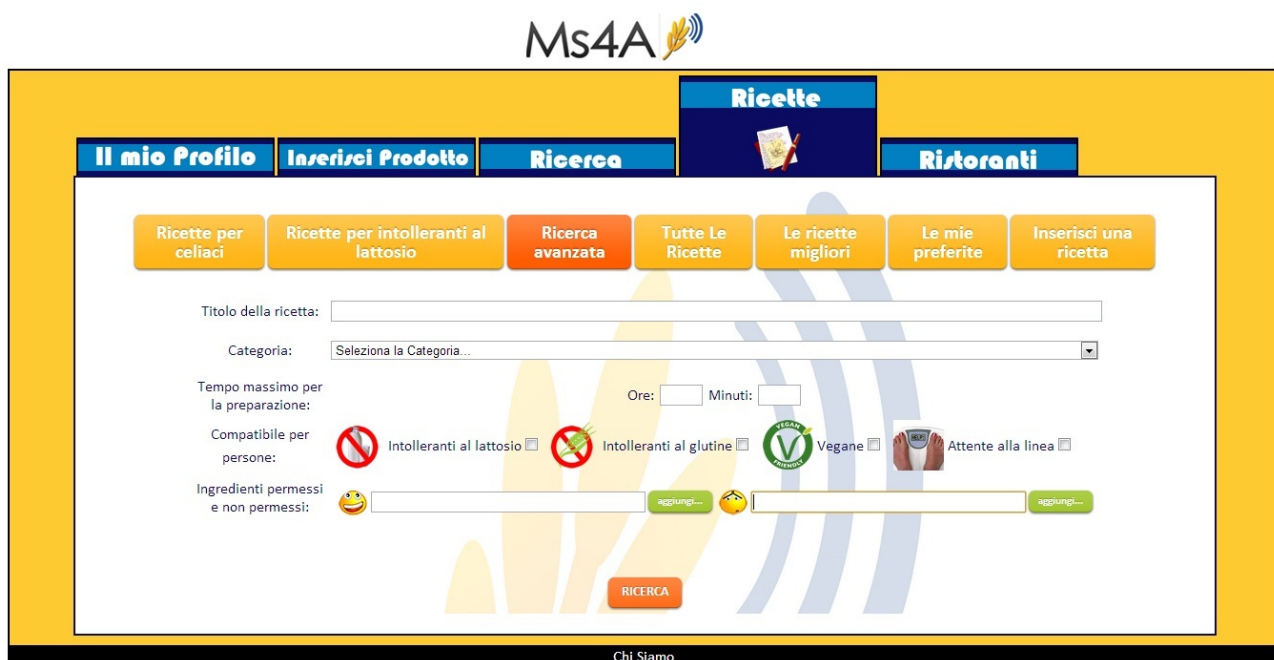 Ms4A
Ricette
Il mio Profilo
Inserisci Prodotto
Ricerca
Ristoranti
Ricette per
celiaci
Ricette per intolleranti al
lattosio
Ricerca
avanzata
Tutte Le
Ricette
Le ricette
migliori
Le mie
preferite
Inserisci una
ricetta
Titolo della ricetta:
Categoria:
Seleziona la Categoria...
Tempo massimo per
la preparazione:
Ore:
Minuti:
Compatibile per
persone:
Intolleranti al lattosio
Intolleranti al glutine
VEGAN
V
FRIENDLY
Vegane
HELP!
Attente alla linea
Ingredienti permessi
e non permessi:
aggiungi...
aggiungi...
RICERCA
Chi Siamo